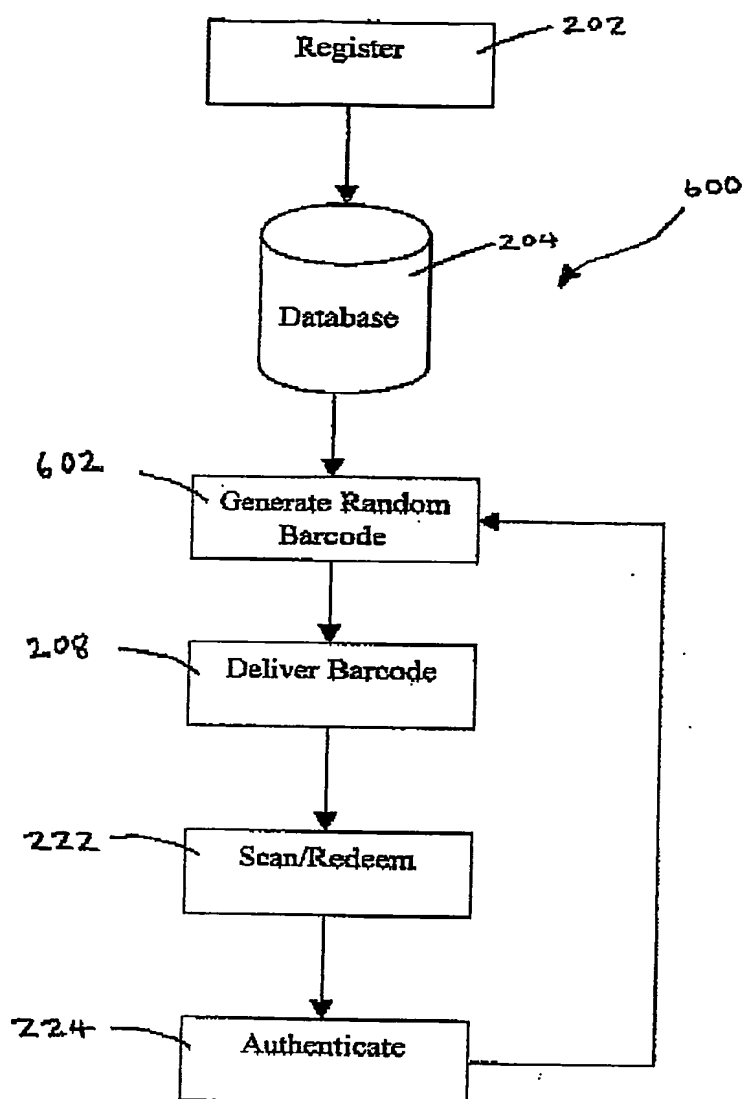 Register
202
600
204
Database
602
Generate Random
Barcode
208
Deliver Barcode
222
Scan/Redeem
224
Authenticate